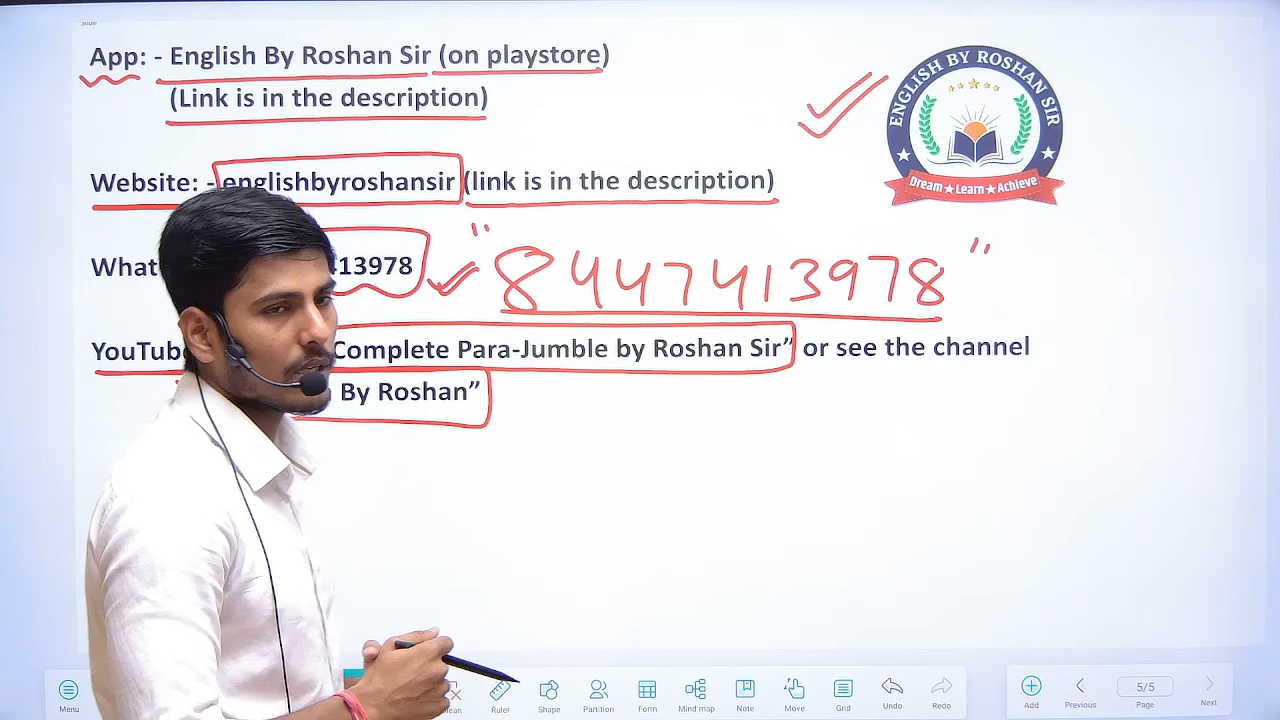 App: - English By Roshan Sir (on playstore)
(Link is in the description)
ENGLISH BY ROSHAN SIR
Dream★Learn★Achieve
Website: - englishbyroshansir (link is in the description)
What 13978 " 8447413978 "
YouTube Complete Para-Jumble by Roshan Sir” or see the channel
By Roshan”
Menu
Ruler
Shape
Partition
Form
Mind map
Note
Move
Grid
Undo
Redo
Add
Previous
5/5
Page
Next